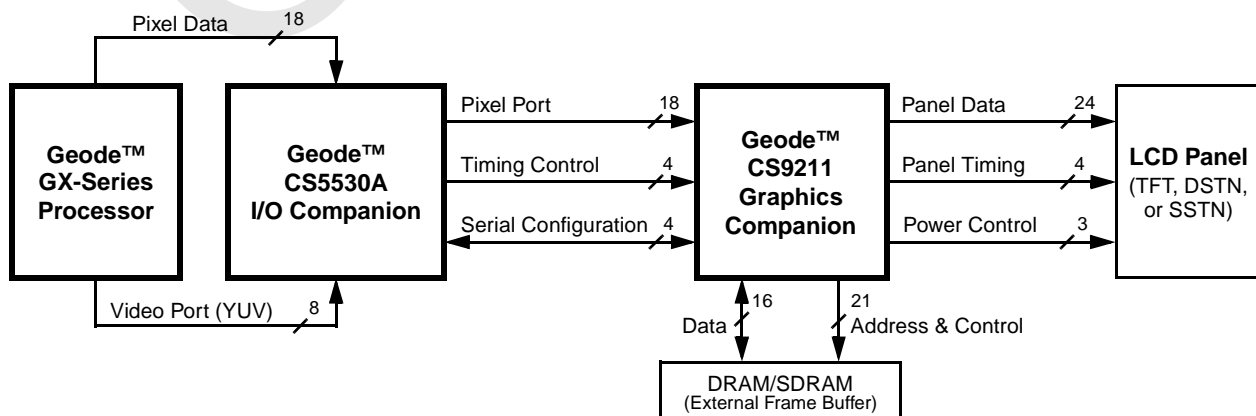 Pixel Data 18
Geode™
GX-Series
Processor
Geode™
CS5530A
I/O Companion
Video Port (YUV) 8
Pixel Port 18
Timing Control 4
Serial Configuration 4
Geode™
CS9211
Graphics
Companion
Panel Data 24
Panel Timing 4
Power Control 3
LCD Panel
(TFT, DSTN,
or SSTN)
Data 16
21 Address & Control
DRAM/SDRAM
(External Frame Buffer)